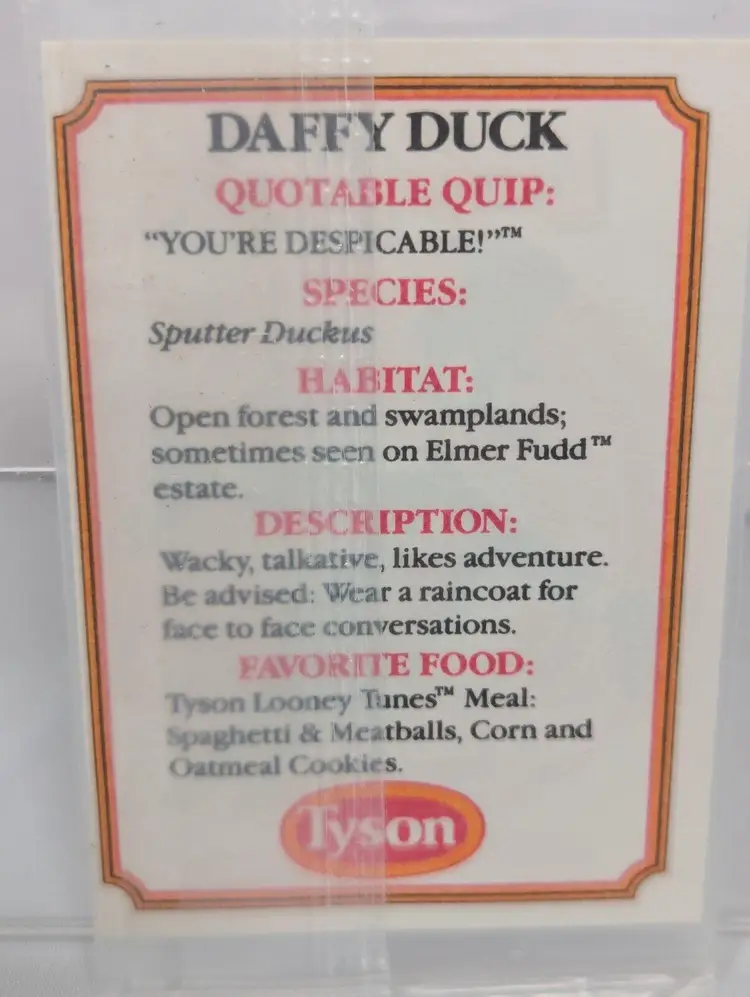 DAFFY DUCK
QUOTABLE QUIP:
“YOU'RE DESPICABLE!”™
SPECIES:
Sputter Duckus
HABITAT:
Open forest and swamplands;
sometimes seen on Elmer Fudd™
estate.
DESCRIPTION:
Wacky, talkative, likes adventure.
Be advised: Wear a raincoat for
face to face conversations.
FAVORITE FOOD:
Tyson Looney Tunes™ Meal:
Spaghetti & Meatballs, Corn and
Oatmeal Cookies.
Tyson